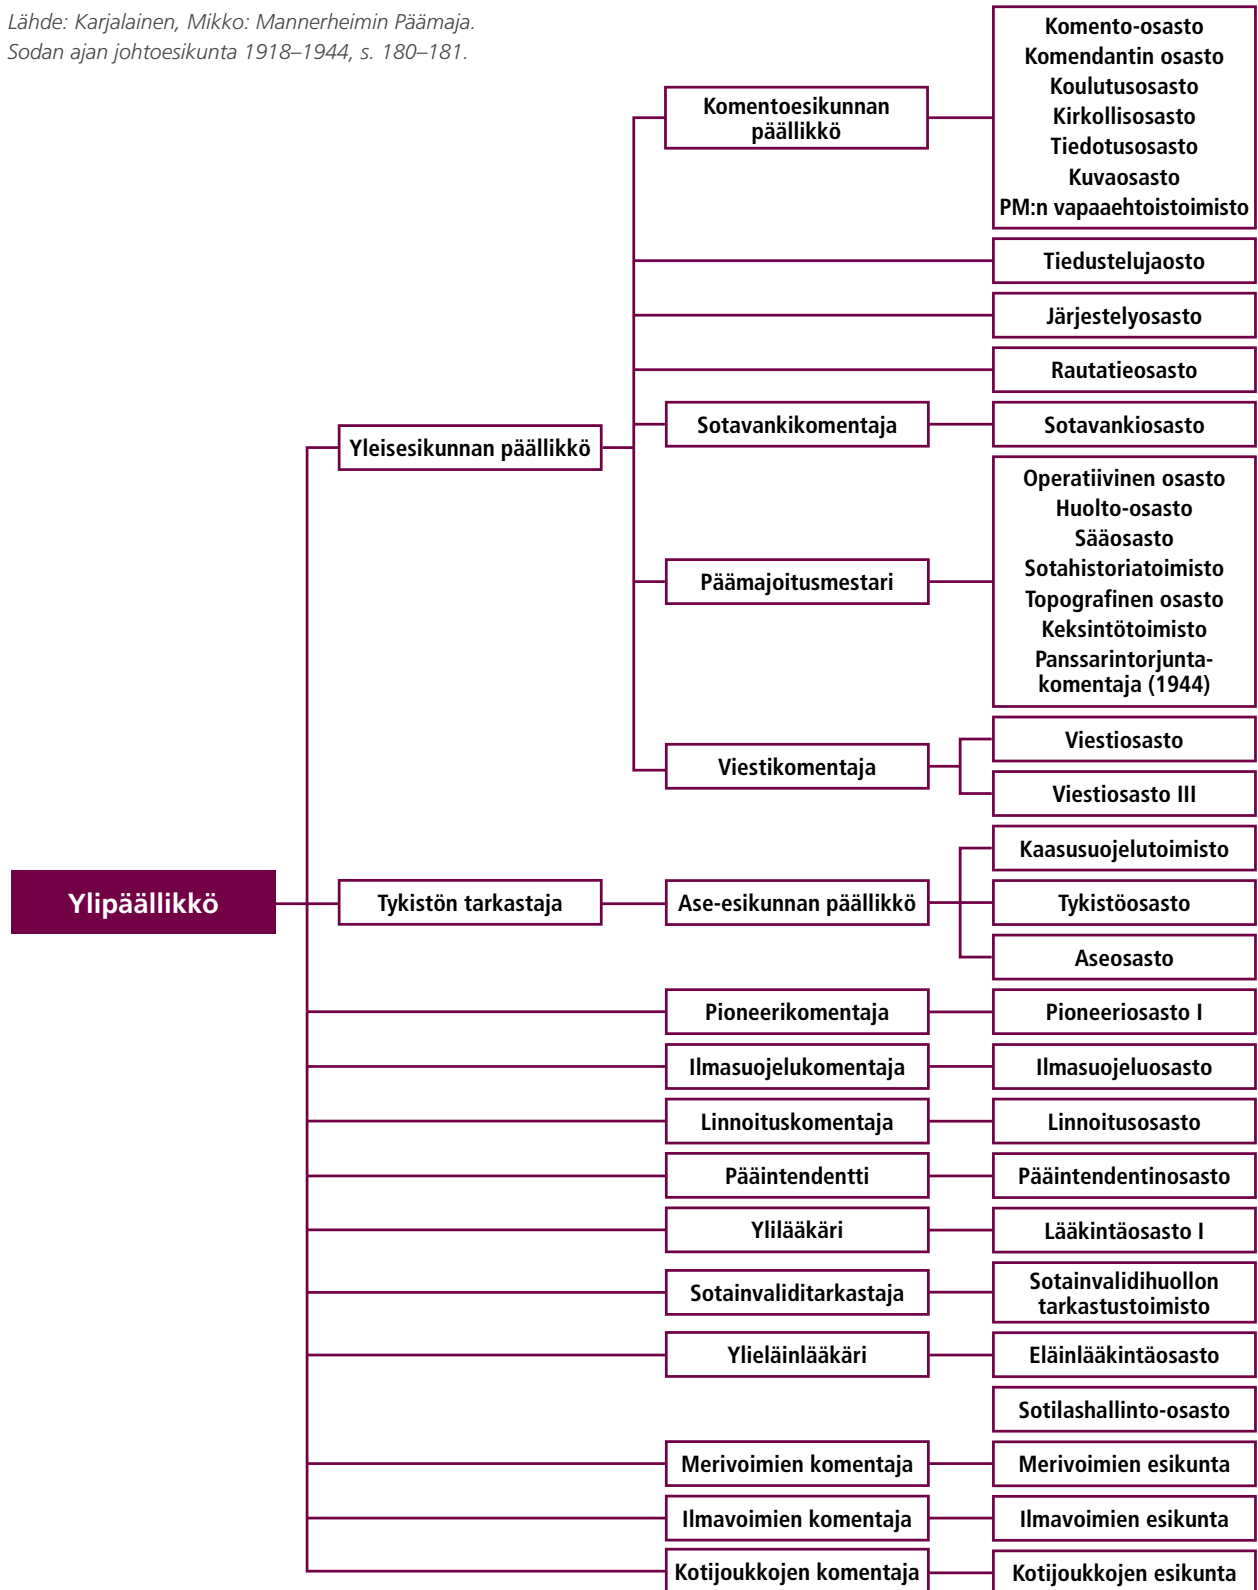 Lähde: Karjalainen, Mikko: Mannerheimin Päämaja.
Sodan ajan johtoesikunta 1918–1944, s. 180–181.
Komentoesikunnan
päällikkö
Komento-osasto
Komendantin osasto
Koulutusosasto
Kirkollisosasto
Tiedotusosasto
Kuvaosasto
PM:n vapaaehtoistoimisto
Tiedustelujaosto
Järjestelyosasto
Rautatieosasto
Yleisesikunnan päällikkö
Sotavankikomentaja
Sotavankiosasto
Päämajoitusmestari
Operatiivinen osasto
Huolto-osasto
Sääosasto
Sotahistoriatoimisto
Topografinen osasto
Keksintötoimisto
Panssarintorjunta-
komentaja (1944)
Viestikomentaja
Viestiosasto
Viestiosasto III
Ylipäällikkö
Tykistön tarkastaja
Ase-esikunnan päällikkö
Kaasusuojelutoimisto
Tykistöosasto
Aseosasto
Pioneerikomentaja
Pioneeriosasto I
Ilmasuojelukomentaja
Ilmasuojeluosasto
Linnoituskomentaja
Linnoitusosasto
Pääintendentti
Pääintendentinosasto
Ylilääkäri
Lääkintäosasto I
Sotainvaliditarkastaja
Sotainvalidihuollon
tarkastustoimisto
Ylieläinlääkäri
Eläinlääkintäosasto
Sotilashallinto-osasto
Merivoimien komentaja
Merivoimien esikunta
Ilmavoimien komentaja
Ilmavoimien esikunta
Kotijoukkojen komentaja
Kotijoukkojen esikunta